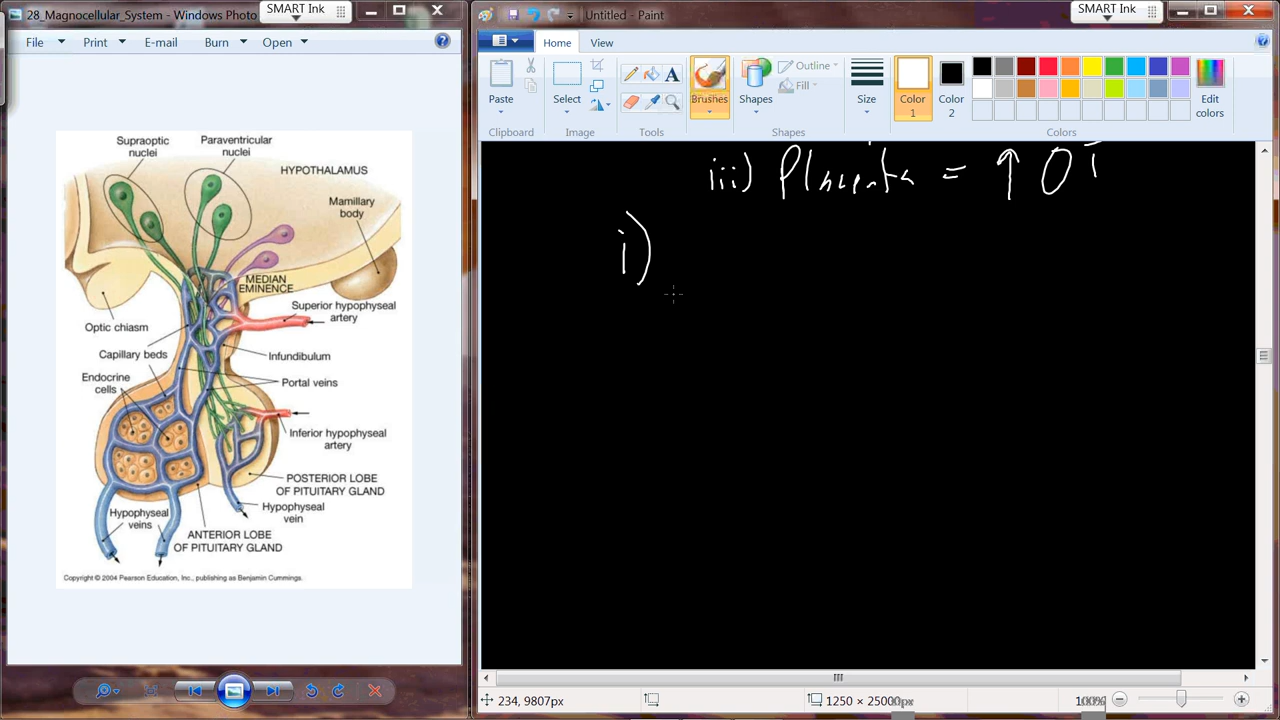 28_Magnocellular_System - Windows Photo
SMART Ink
File Print E-mail Burn Open
Supraoptic
nuclei
Paraventricular
nuclei
HYPOTHALAMUS
Mamillary
body
MEDIAN
EMINENCE
Superior hypophyseal
artery
Optic chiasm
Capillary beds
Infundibulum
Endocrine
cells
Portal veins
Inferior hypophyseal
artery
POSTERIOR LOBE
OF PITUITARY GLAND
Hypophyseal
veins
Hypophyseal
vein
ANTERIOR LOBE
OF PITUITARY GLAND
Copyright © 2004 Pearson Education, Inc., publishing as Benjamin Cummings.
Untitled - Paint
SMART Ink
Home View
Paste
Select
Brushes
Shapes
Outline
Fill
Size
Color
1
Color
2
Edit
colors
Clipboard Image Tools Shapes Colors
iii) Placenta = ↑ OT
i)
234, 9807px
1250 × 25000px
100%